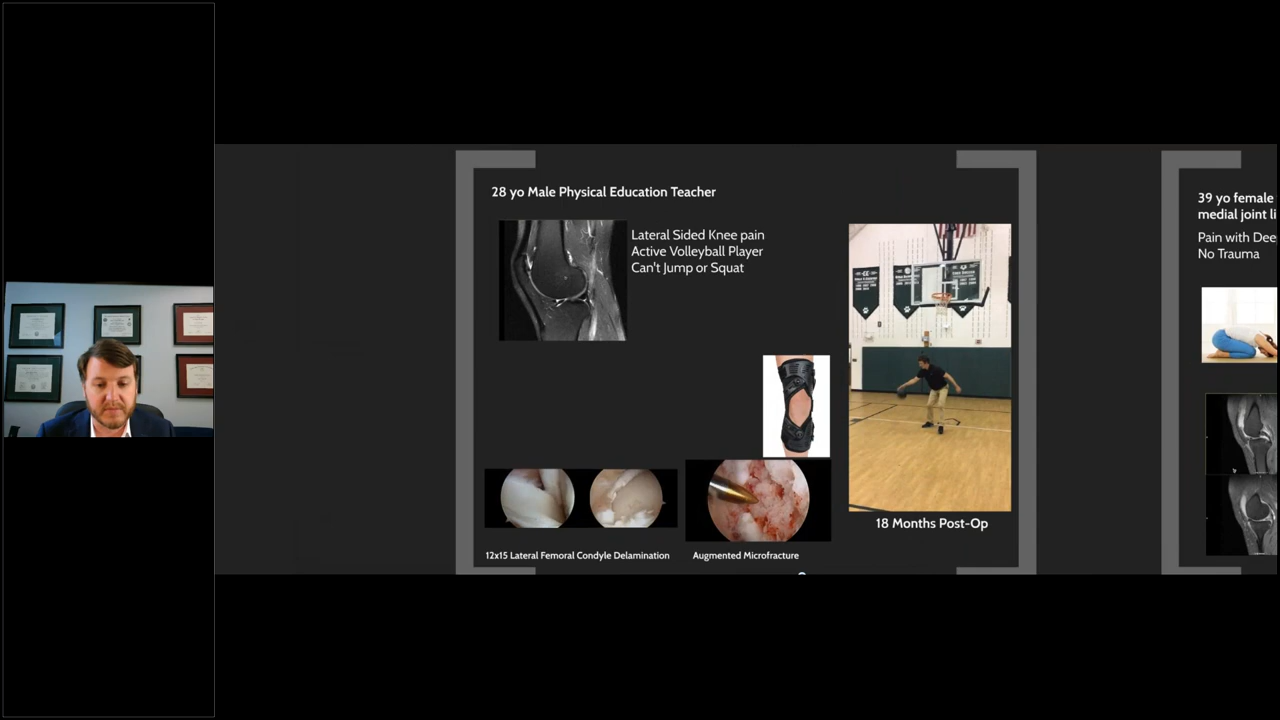 28 yo Male Physical Education Teacher
Lateral Sided Knee pain
Active Volleyball Player
Can't Jump or Squat
18 Months Post-Op
12x15 Lateral Femoral Condyle Delamination
Augmented Microfracture
39 yo female
medial joint li
Pain with Dee
No Trauma